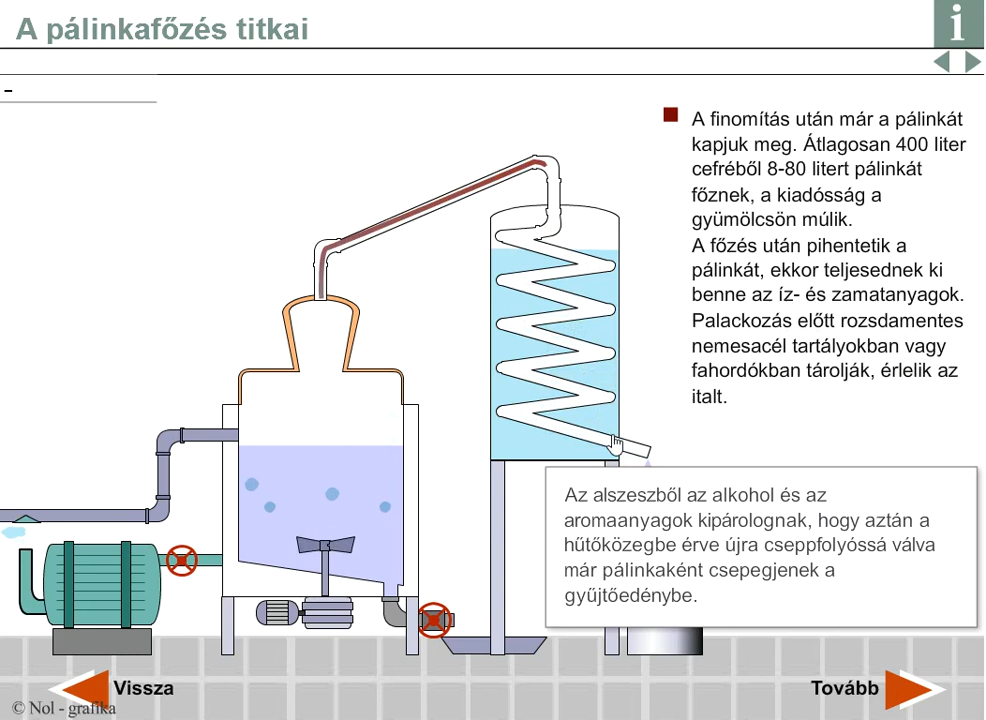 A pálinkafőzés titkai
i
–
A finomítás után már a pálinkát
kapjuk meg. Átlagosan 400 liter
cefréből 8-80 litert pálinkát
főznek, a kiadósság a
gyümölcsön múlik.
A főzés után pihentetik a
pálinkát, ekkor teljesednek ki
benne az íz- és zamatanyagok.
Palackozás előtt rozsdamentes
nemesacél tartályokban vagy
fahordókban tárolják, érlelik az
italt.
Az alszeszből az alkohol és az
aromaanyagok kipárolognak, hogy aztán a
hűtőközegbe érve újra cseppfolyóssá válva
már pálinkaként csepegjenek a
gyűjtőedénybe.
Vissza
Tovább
© Nol - grafika